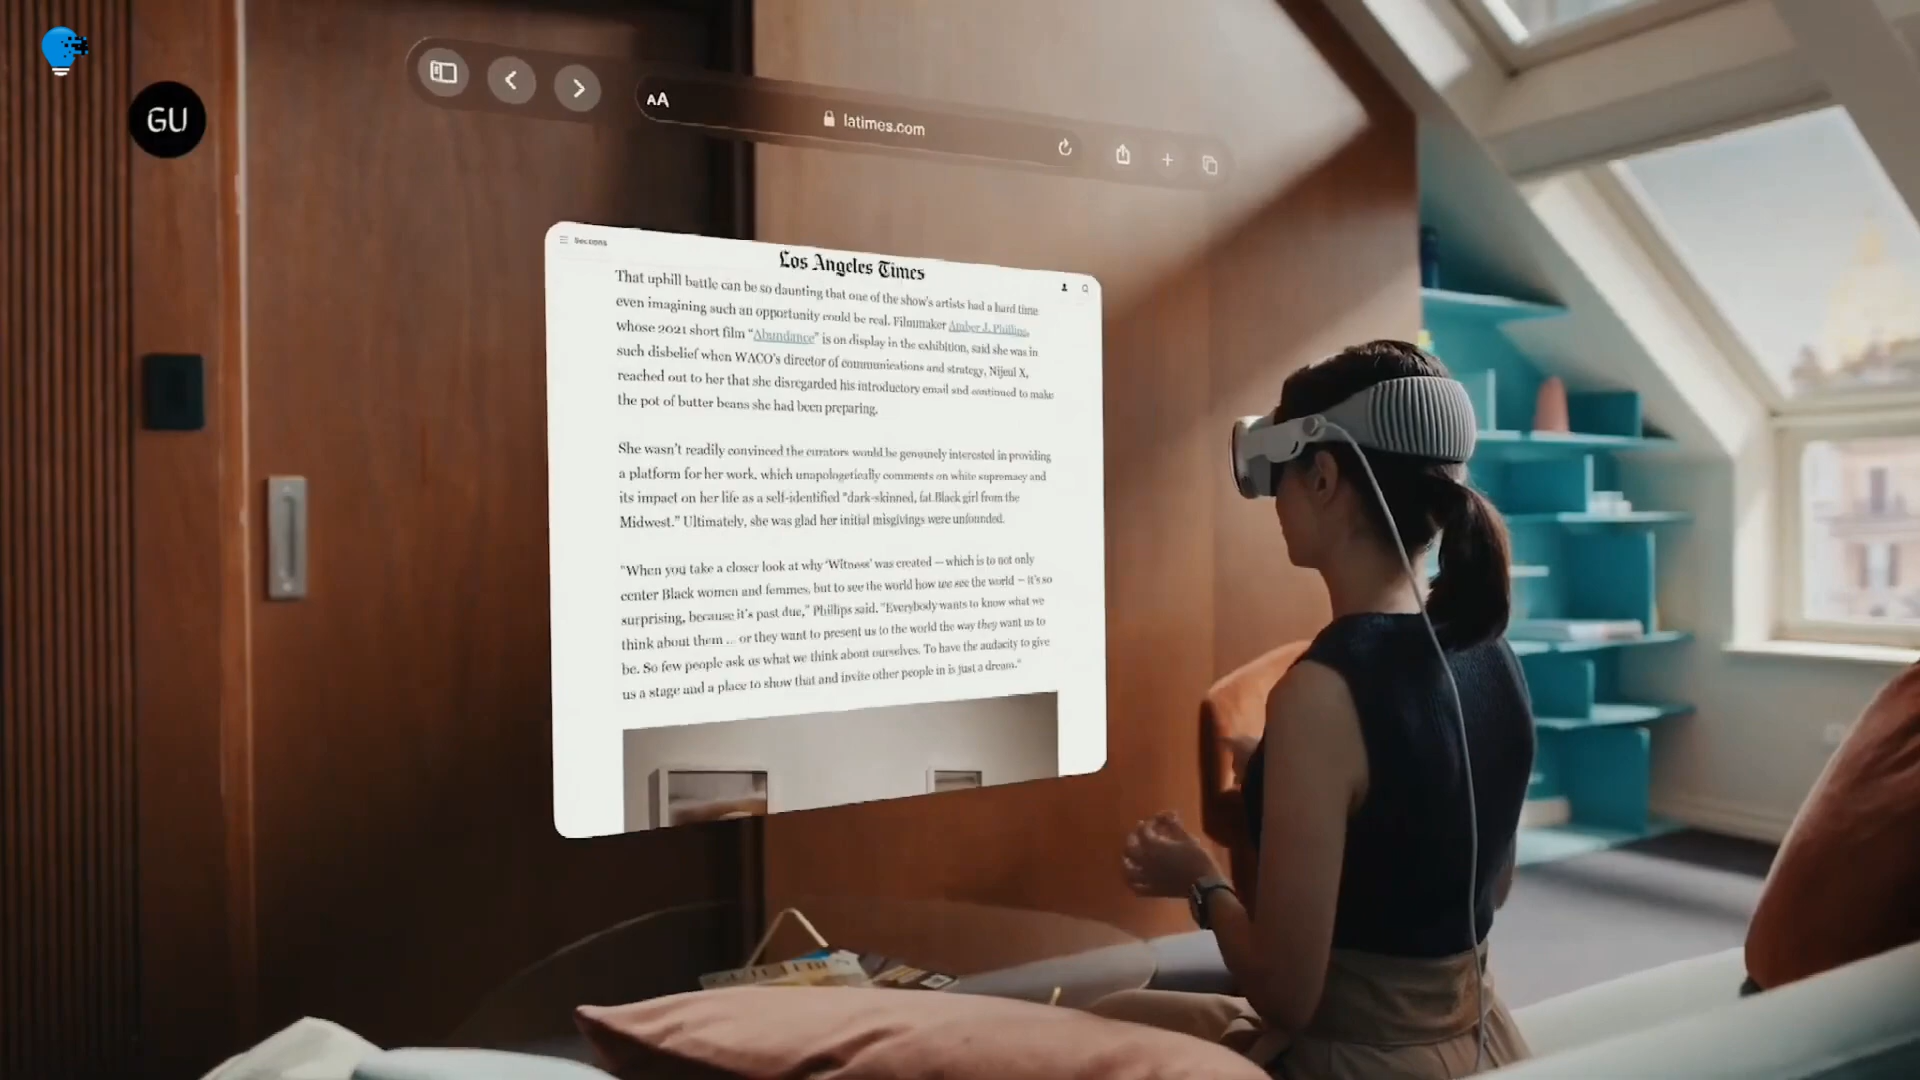 GU
AA
latimes.com
Sections
Los Angeles Times
That uphill battle can be so daunting that one of the show's artists had a hard time
even imagining such an opportunity could be real. Filmmaker Amber J. Phillips,
whose 2021 short film “Abundance” is on display in the exhibition, said she was in
such disbelief when WACO's director of communications and strategy, Nijeul X,
reached out to her that she disregarded his introductory email and continued to make
the pot of butter beans she had been preparing.
She wasn't readily convinced the curators would be genuinely interested in providing
a platform for her work, which unapologetically comments on white supremacy and
its impact on her life as a self-identified “dark-skinned, fat Black girl from the
Midwest.” Ultimately, she was glad her initial misgivings were unfounded.
“When you take a closer look at why ‘Witness’ was created — which is to not only
center Black women and femmes, but to see the world how we see the world — it's so
surprising, because it's past due,” Phillips said. “Everybody wants to know what we
think about them ... or they want to present us to the world the way they want us to
be. So few people ask us what we think about ourselves. To have the audacity to give
us a stage and a place to show that and invite other people in is just a dream.”